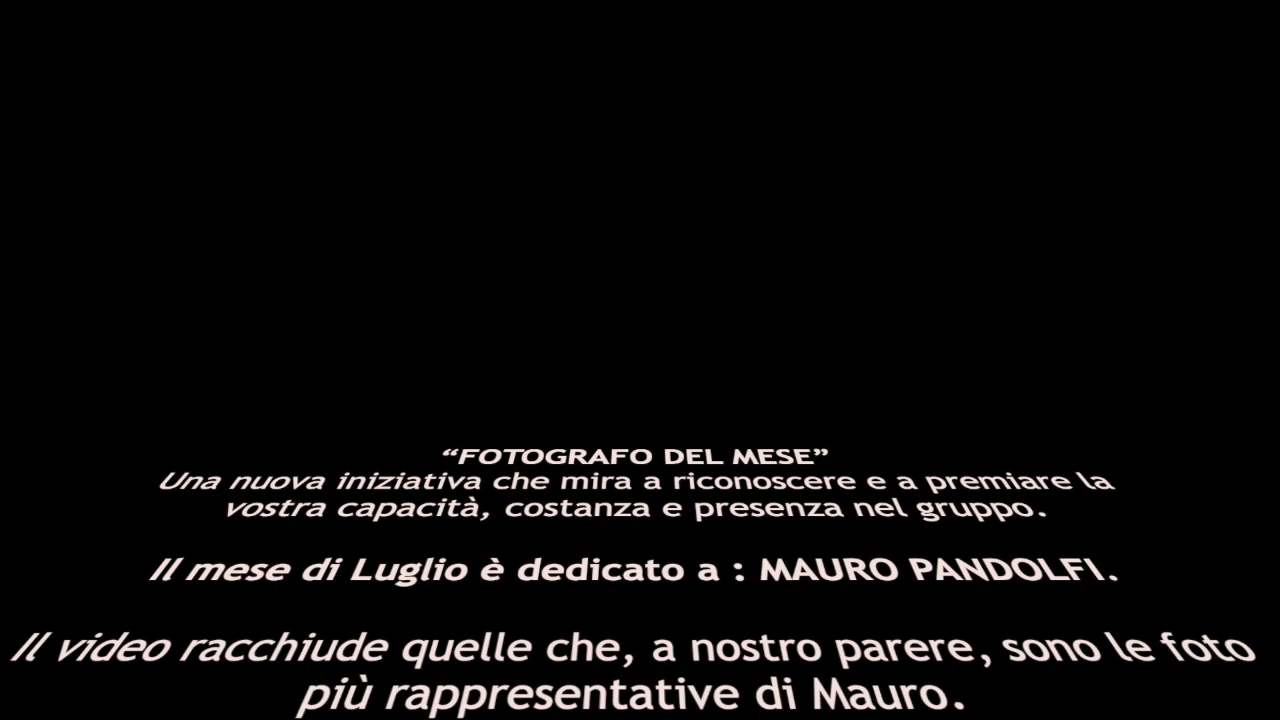 “FOTOGRAFO DEL MESE”
Una nuova iniziativa che mira a riconoscere e a premiare la
vostra capacità, costanza e presenza nel gruppo.
Il mese di Luglio è dedicato a : MAURO PANDOLFI.
Il video racchiude quelle che, a nostro parere, sono le foto
più rappresentative di Mauro.